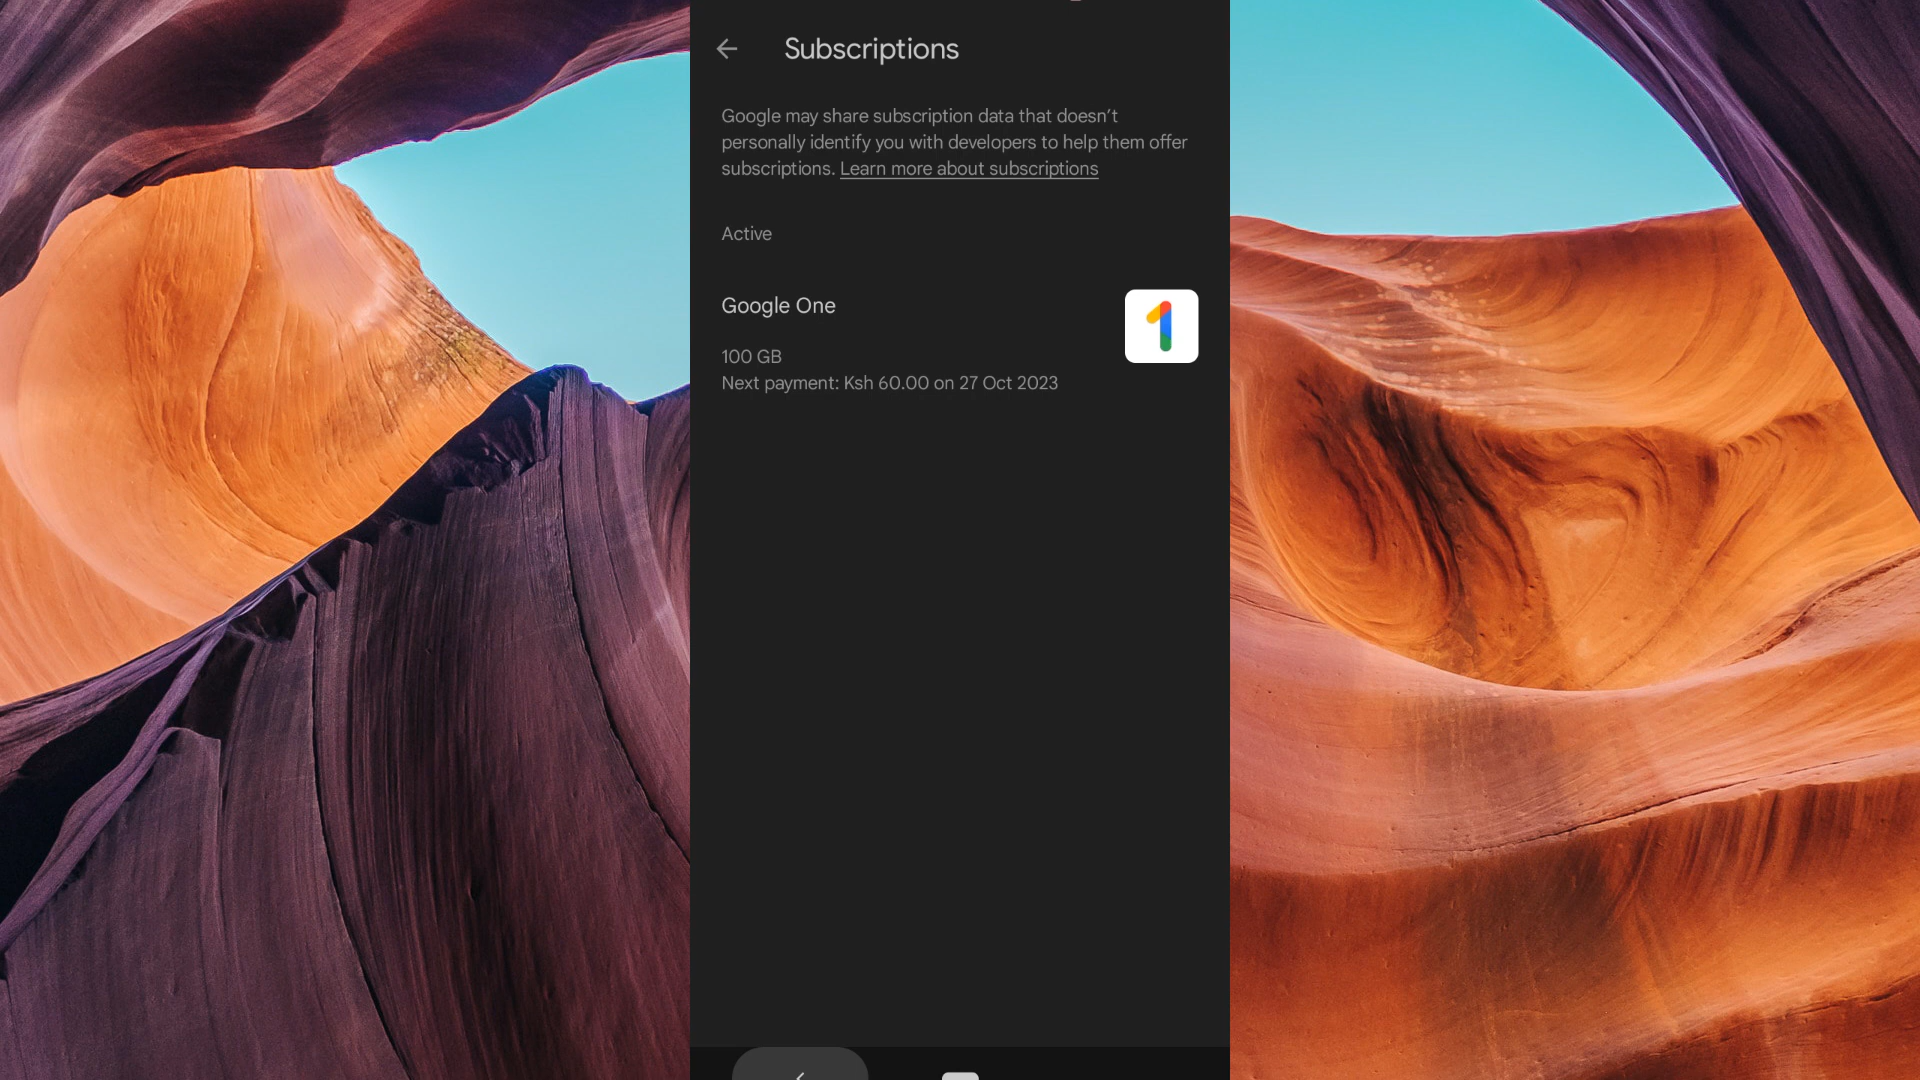 Subscriptions
Google may share subscription data that doesn’t
personally identify you with developers to help them offer
subscriptions. Learn more about subscriptions
Active
Google One
100 GB
Next payment: Ksh 60.00 on 27 Oct 2023